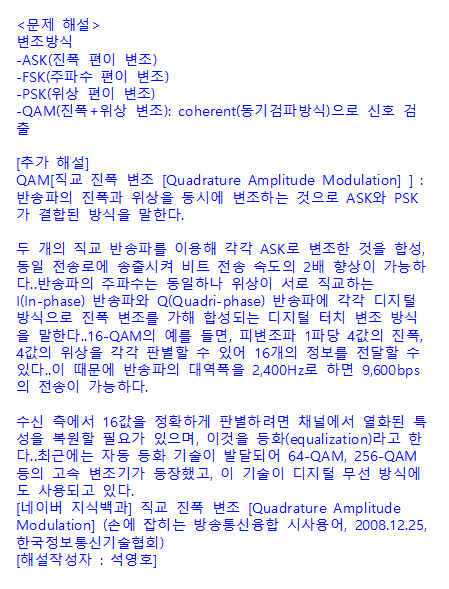 <문제 해설>
변조방식
-ASK(진폭 편이 변조)
-FSK(주파수 편이 변조)
-PSK(위상 편이 변조)
-QAM(진폭+위상 변조): coherent(동기검파방식)으로 신호 검
출
[추가 해설]
QAM[직교 진폭 변조 [Quadrature Amplitude Modulation] ] :
반송파의 진폭과 위상을 동시에 변조하는 것으로 ASK와 PSK
가 결합된 방식을 말한다.
두 개의 직교 반송파를 이용해 각각 ASK로 변조한 것을 합성,
동일 전송로에 송출시켜 비트 전송 속도의 2배 향상이 가능하
다..반송파의 주파수는 동일하나 위상이 서로 직교하는
I(In-phase) 반송파와 Q(Quadri-phase) 반송파에 각각 디지털
방식으로 진폭 변조를 가해 합성되는 디지털 터치 변조 방식
을 말한다..16-QAM의 예를 들면, 피변조파 1파당 4값의 진폭,
4값의 위상을 각각 판별할 수 있어 16개의 정보를 전달할 수
있다..이 때문에 반송파의 대역폭을 2,400Hz로 하면 9,600bps
의 전송이 가능하다.
수신 측에서 16값을 정확하게 판별하려면 채널에서 열화된 특
성을 복원할 필요가 있으며, 이것을 등화(equalization)라고 한
다..최근에는 자동 등화 기술이 발달되어 64-QAM, 256-QAM
등의 고속 변조기가 등장했고, 이 기술이 디지털 무선 방식에
도 사용되고 있다.
[네이버 지식백과] 직교 진폭 변조 [Quadrature Amplitude
Modulation] (손에 잡히는 방송통신융합 시사용어, 2008.12.25,
한국정보통신기술협회)
[해설작성자 : 석영호]